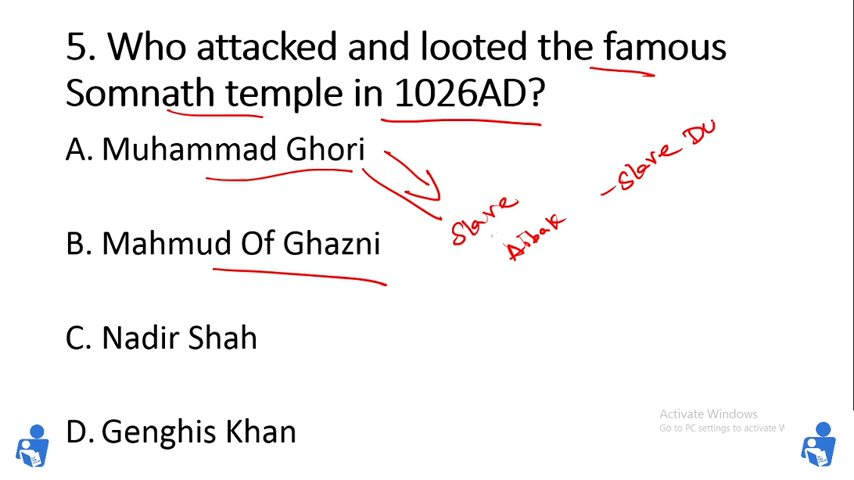 5. Who attacked and looted the famous
Somnath temple in 1026AD?
A. Muhammad Ghori
Slave
Aibak
- Slave Du
B. Mahmud Of Ghazni
C. Nadir Shah
D. Genghis Khan
Activate Windows
Go to PC settings to activate W